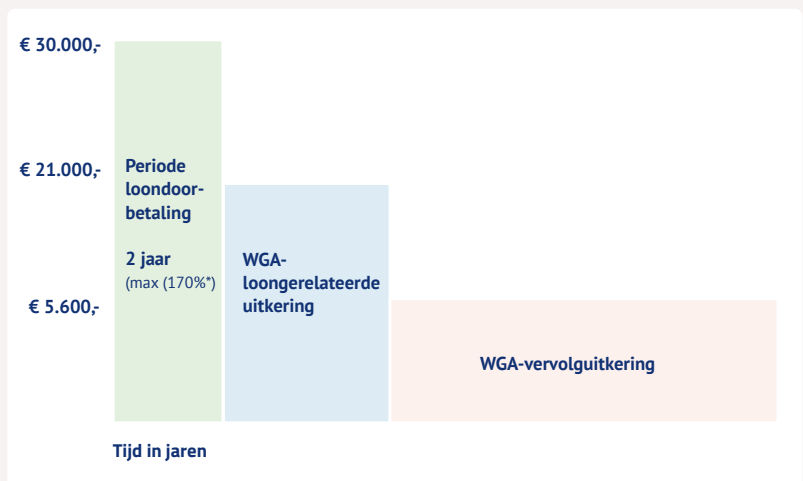 € 30.000,-
€ 21.000,-
€ 5.600,-
Periode
loondoor-
betaling
2 jaar
(max (170%*)
WGA-
loongerelateerde
uitkering
WGA-vervolguitkering
Tijd in jaren